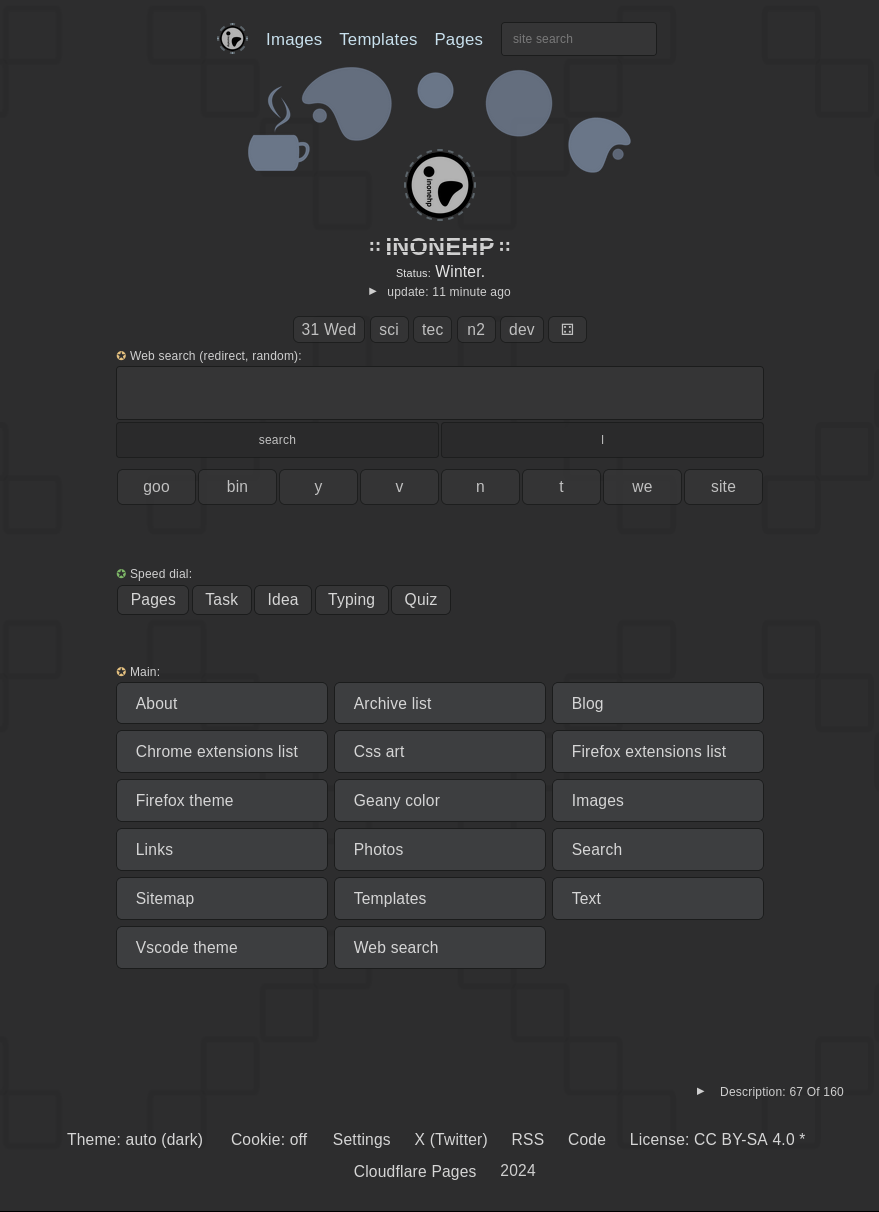 Images Templates Pages site search
inonehp
:: INONEHP ::
Status: Winter.
► update: 11 minute ago
31 Wed sci tec n2 dev ⚃
✪ Web search (redirect, random):
search l
goo bin y v n t we site
✪ Speed dial:
Pages Task Idea Typing Quiz
✪ Main:
About Archive list Blog
Chrome extensions list Css art Firefox extensions list
Firefox theme Geany color Images
Links Photos Search
Sitemap Templates Text
Vscode theme Web search
► Description: 67 Of 160
Theme: auto (dark) Cookie: off Settings X (Twitter) RSS Code License: CC BY-SA 4.0 *
Cloudflare Pages 2024